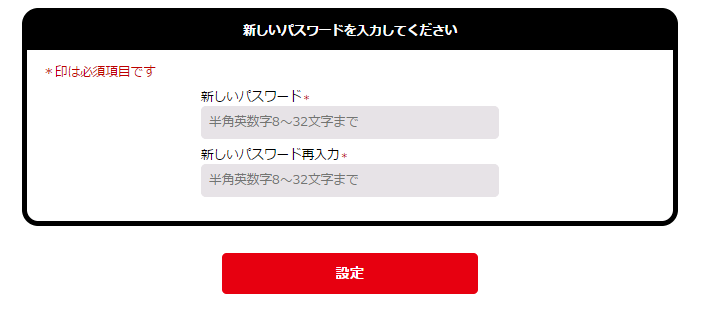 新しいパスワードを入力してください
*印は必須項目です
新しいパスワード*
半角英数字8～32文字まで
新しいパスワード再入力*
半角英数字8～32文字まで
設定